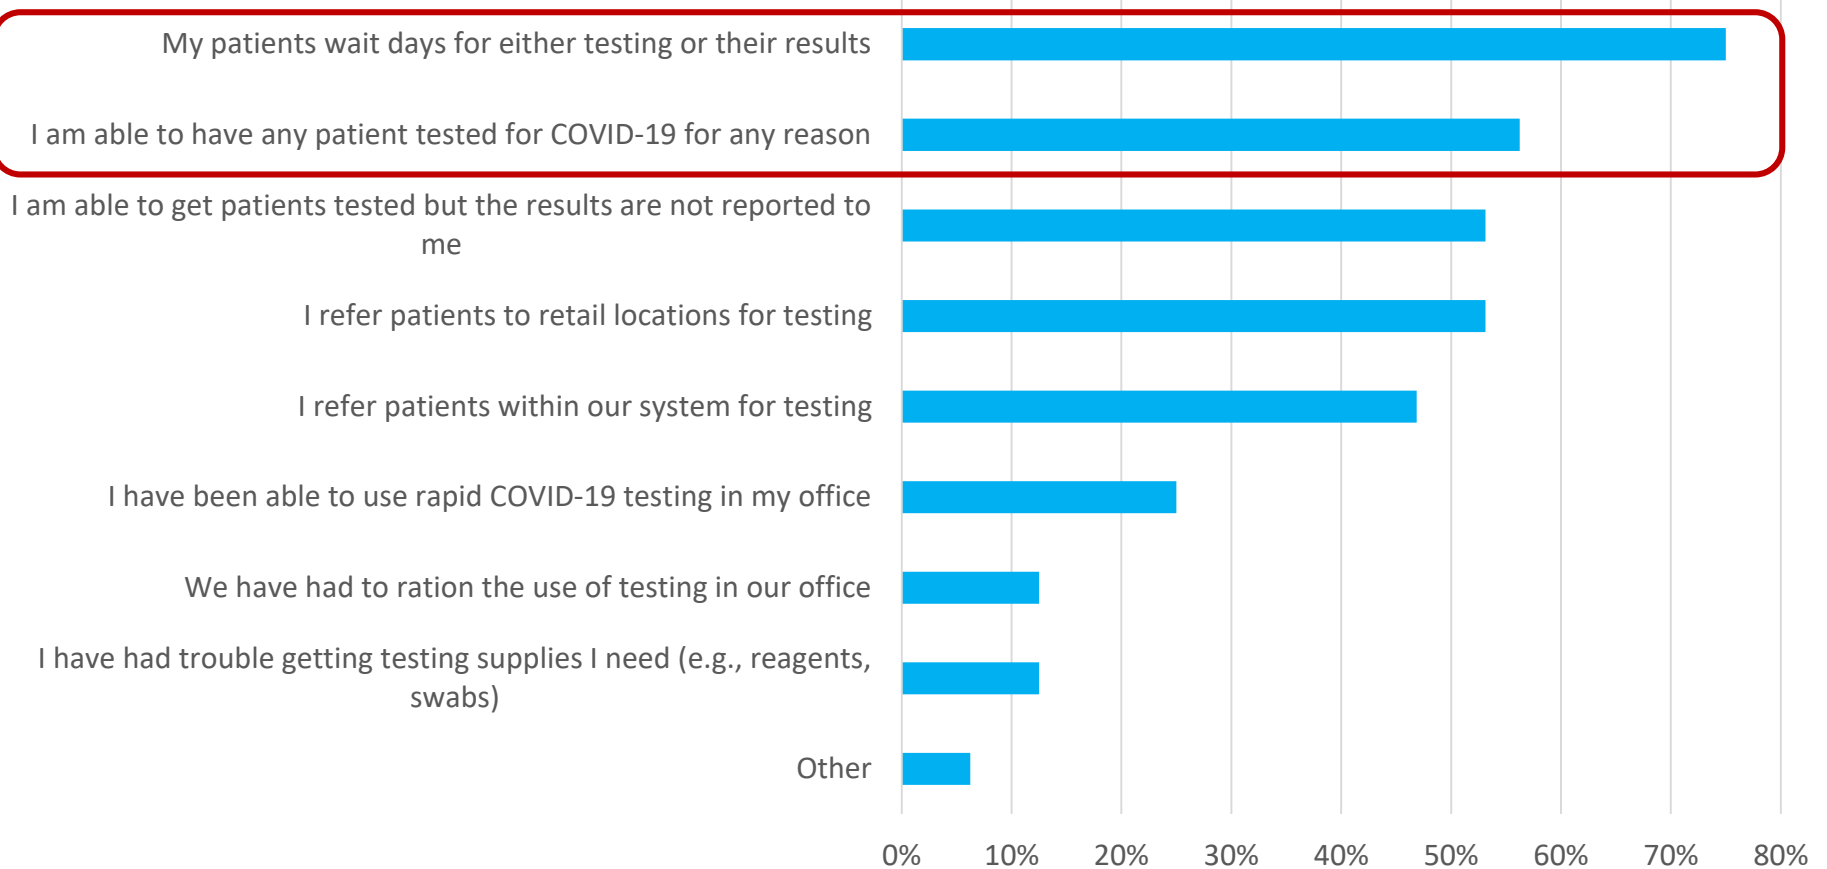 My patients wait days for either testing or their results
I am able to have any patient tested for COVID-19 for any reason
I am able to get patients tested but the results are not reported to
me
I refer patients to retail locations for testing
I refer patients within our system for testing
I have been able to use rapid COVID-19 testing in my office
We have had to ration the use of testing in our office
I have had trouble getting testing supplies I need (e.g., reagents,
swabs)
Other
0% 10% 20% 30% 40% 50% 60% 70% 80%